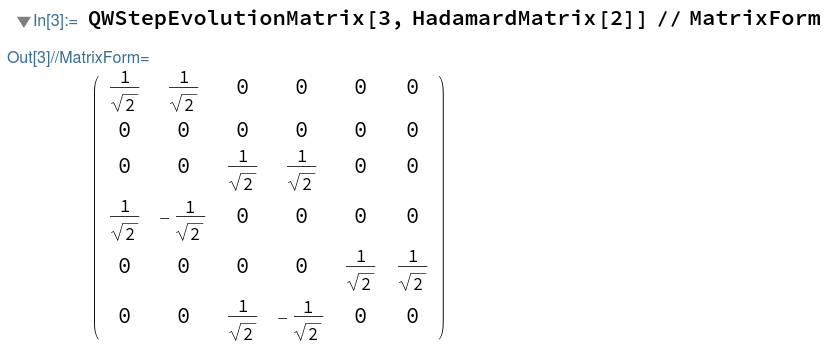 In[3]:= QWStepEvolutionMatrix[3, HadamardMatrix[2]] // MatrixForm
Out[3]//MatrixForm=
1/√2 1/√2 0 0 0 0
0 0 0 0 0 0
0 0 1/√2 1/√2 0 0
1/√2 -1/√2 0 0 0 0
0 0 0 0 1/√2 1/√2
0 0 1/√2 -1/√2 0 0